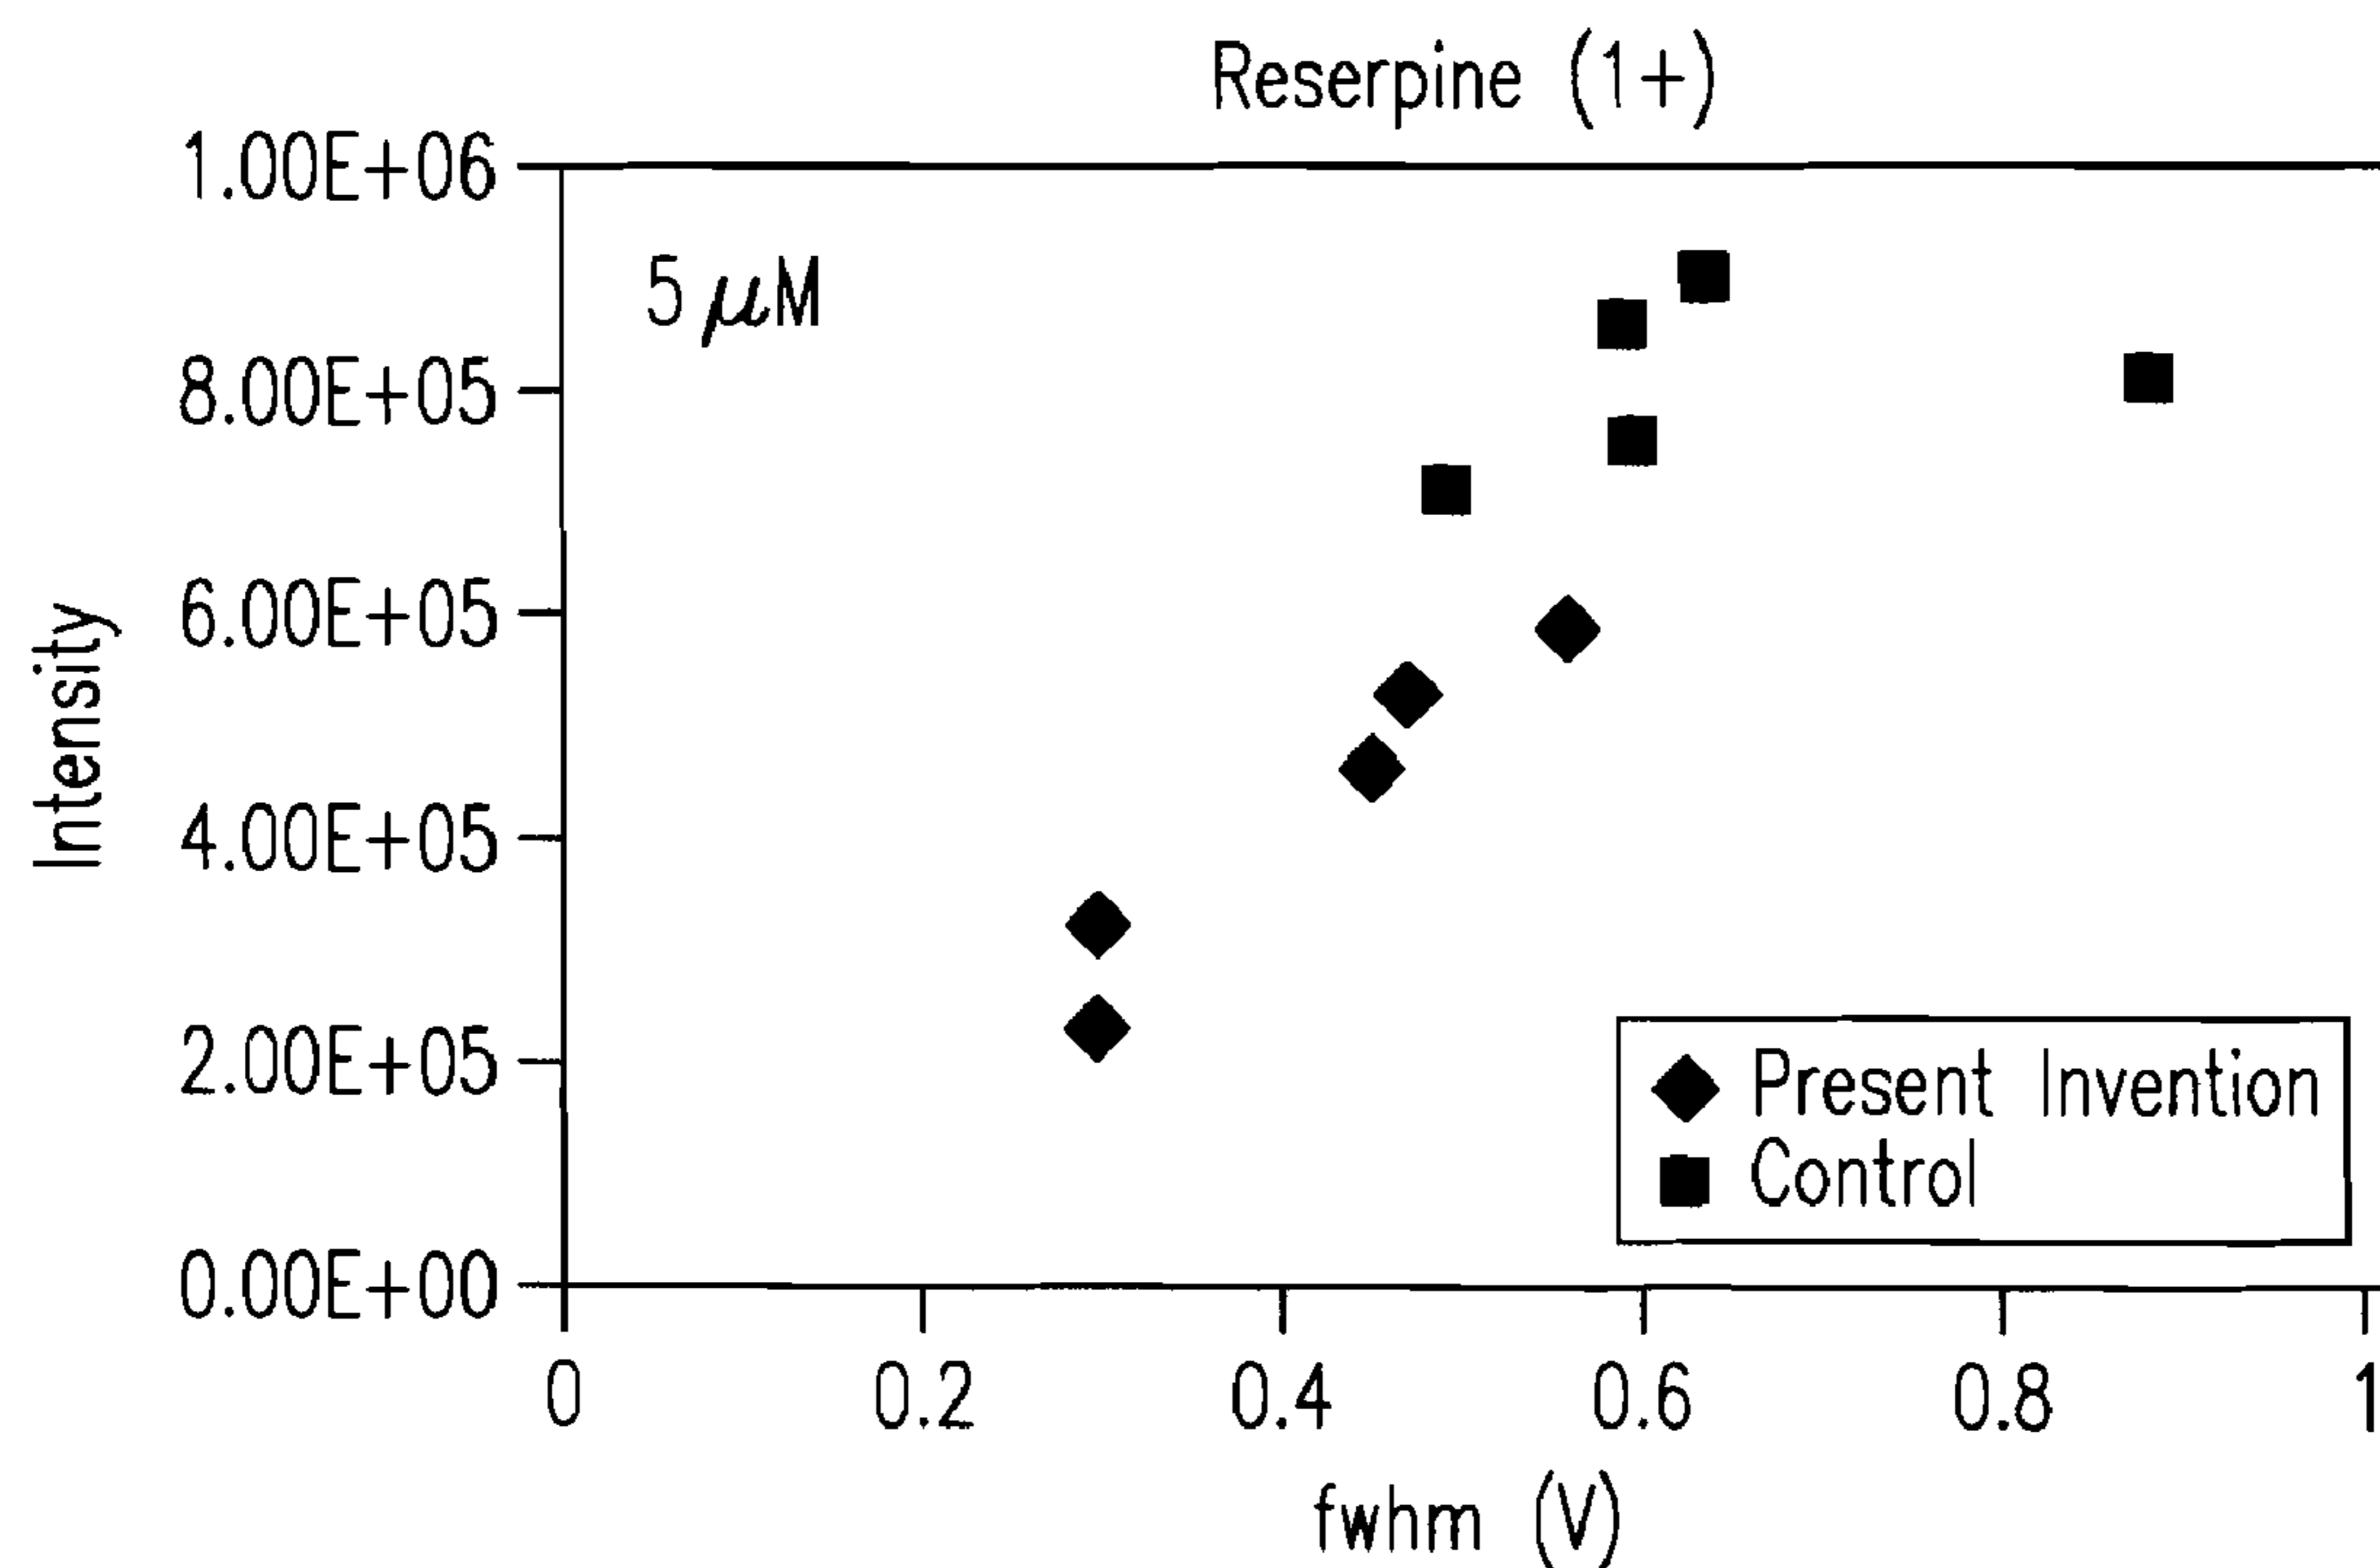 Reserpine (1+)
1.00E+06
5 μM
8.00E+05
6.00E+05
Intensity
4.00E+05
2.00E+05
Present Invention
Control
0.00E+00
0 0.2 0.4 0.6 0.8 1
fwhm (V)